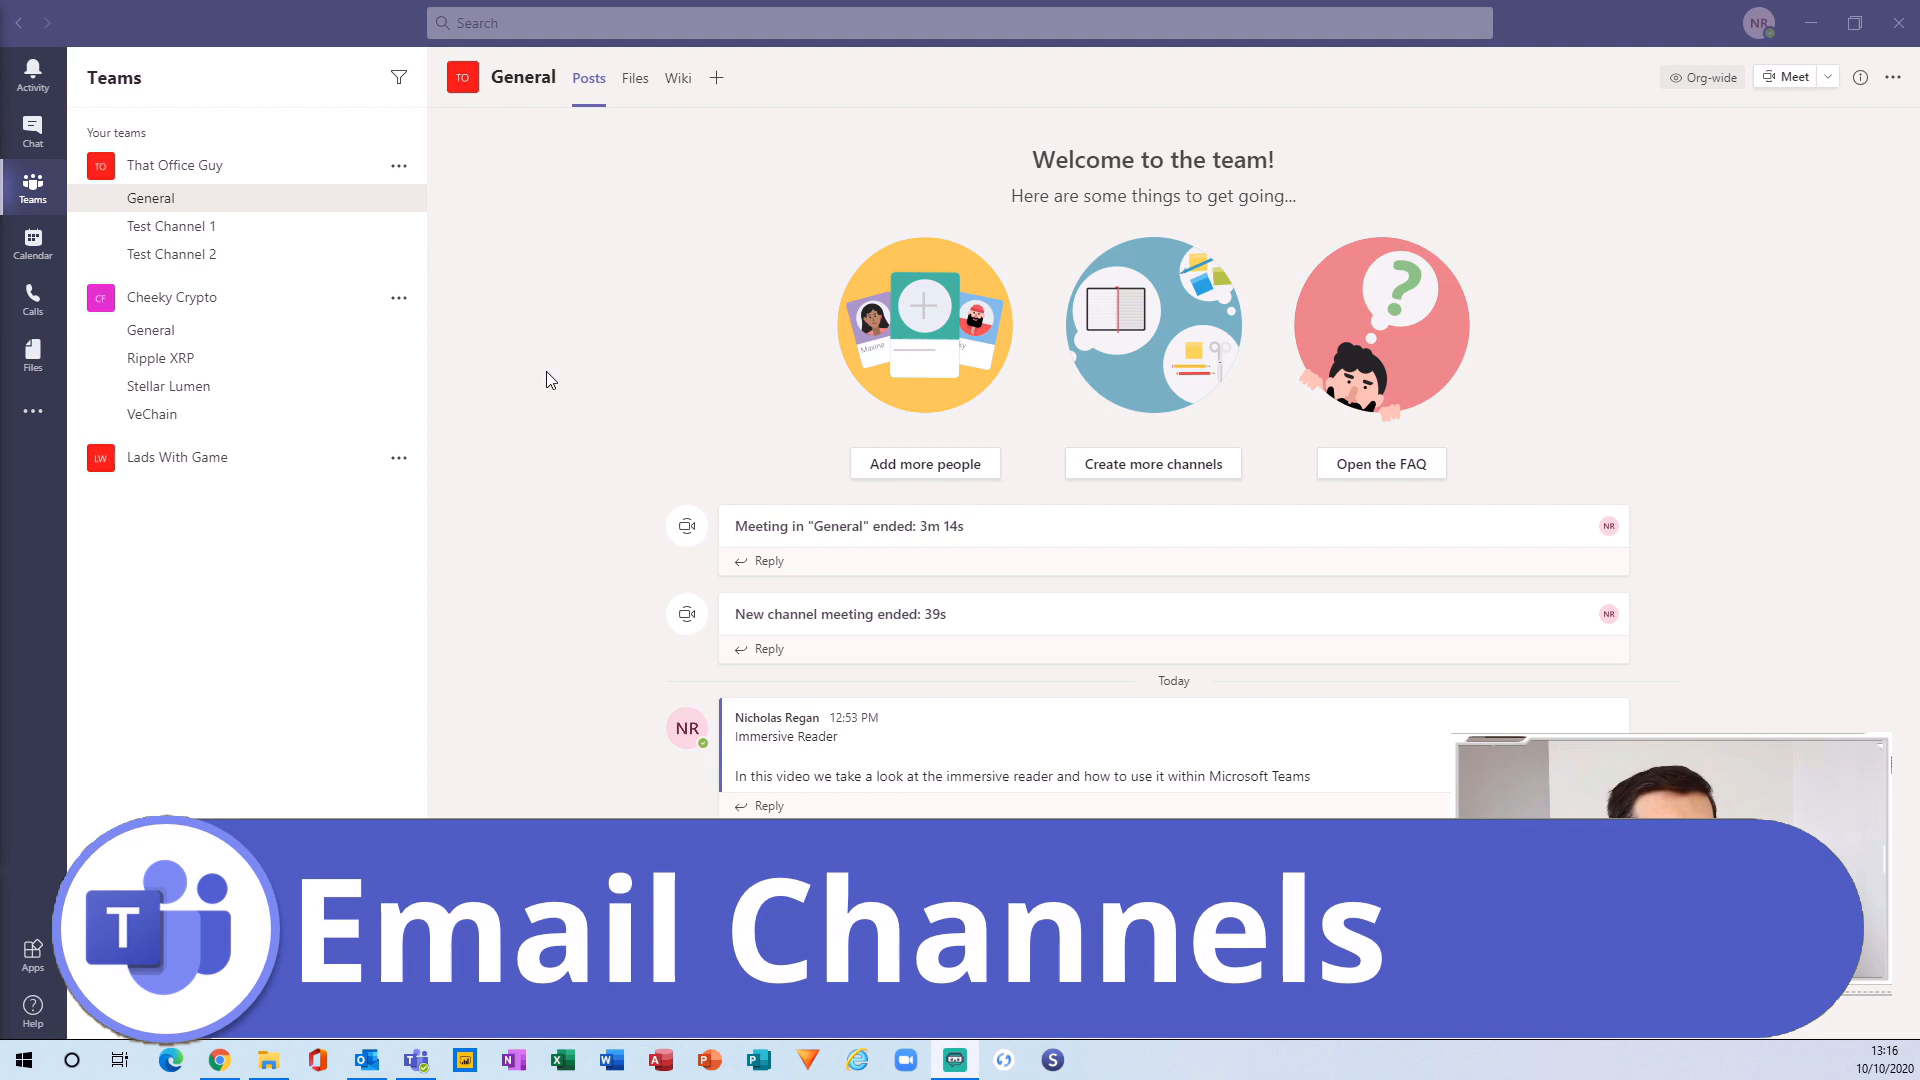 Search
NR
Activity
Chat
Teams
Calendar
Calls
Files
Apps
Help
Teams
Your teams
TO That Office Guy
General
Test Channel 1
Test Channel 2
CF Cheeky Crypto
General
Ripple XRP
Stellar Lumen
VeChain
LW Lads With Game
TO General Posts Files Wiki
Org-wide Meet
Welcome to the team!
Here are some things to get going...
Maxine
Add more people
Create more channels
Open the FAQ
Meeting in "General" ended: 3m 14s NR
Reply
New channel meeting ended: 39s NR
Reply
Today
NR Nicholas Regan 12:53 PM
Immersive Reader
In this video we take a look at the immersive reader and how to use it within Microsoft Teams
Reply
T Email Channels
13:16
10/10/2020